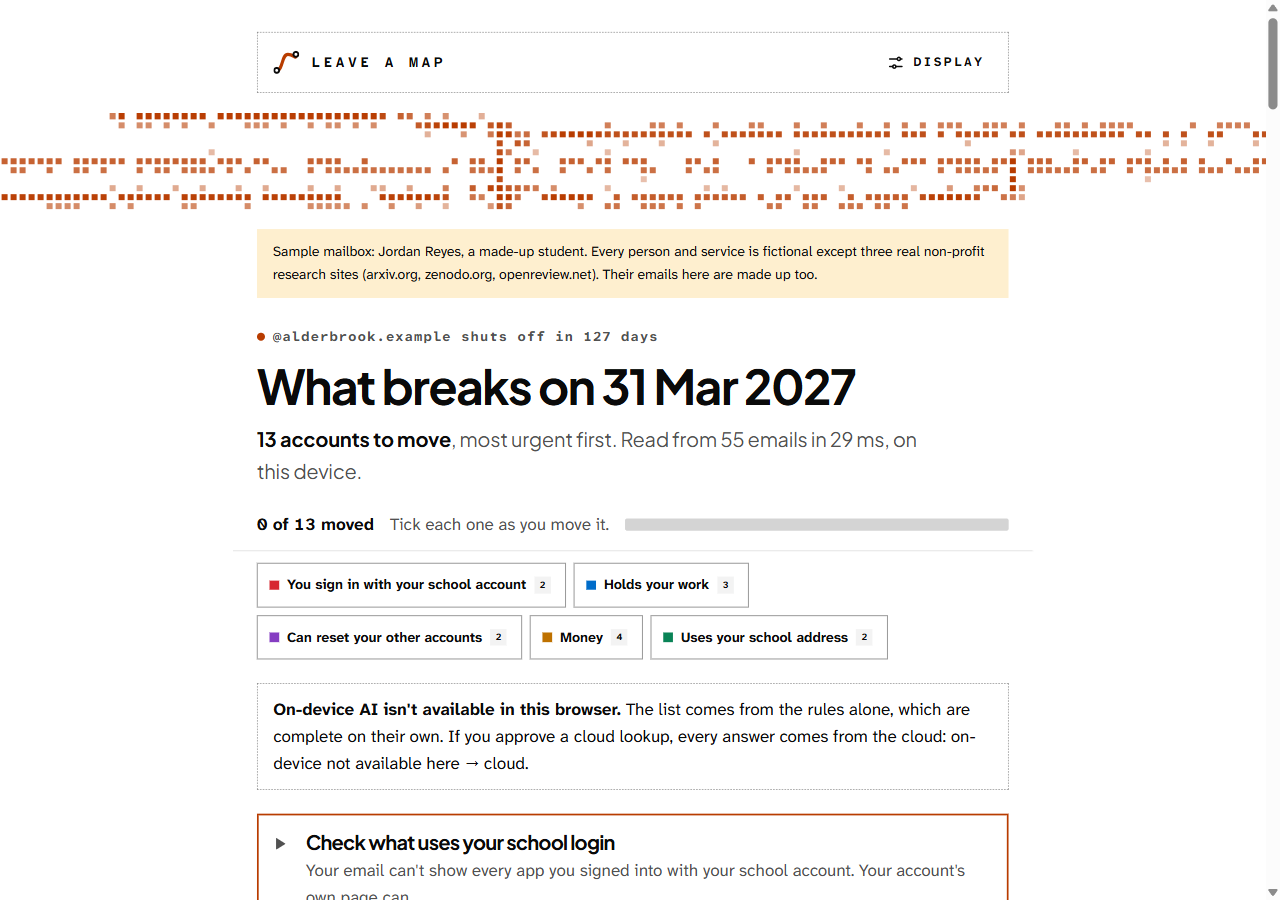 LEAVE A MAP
DISPLAY
Sample mailbox: Jordan Reyes, a made-up student. Every person and service is fictional except three real non-profit
research sites (arxiv.org, zenodo.org, openreview.net). Their emails here are made up too.
@alderbrook.example shuts off in 127 days
What breaks on 31 Mar 2027
13 accounts to move, most urgent first. Read from 55 emails in 29 ms, on
this device.
0 of 13 moved Tick each one as you move it.
You sign in with your school account 2
Holds your work 3
Can reset your other accounts 2
Money 4
Uses your school address 2
On-device AI isn't available in this browser. The list comes from the rules alone, which are
complete on their own. If you approve a cloud lookup, every answer comes from the cloud: on-
device not available here → cloud.
Check what uses your school login
Your email can't show every app you signed into with your school account. Your account's
own page can.